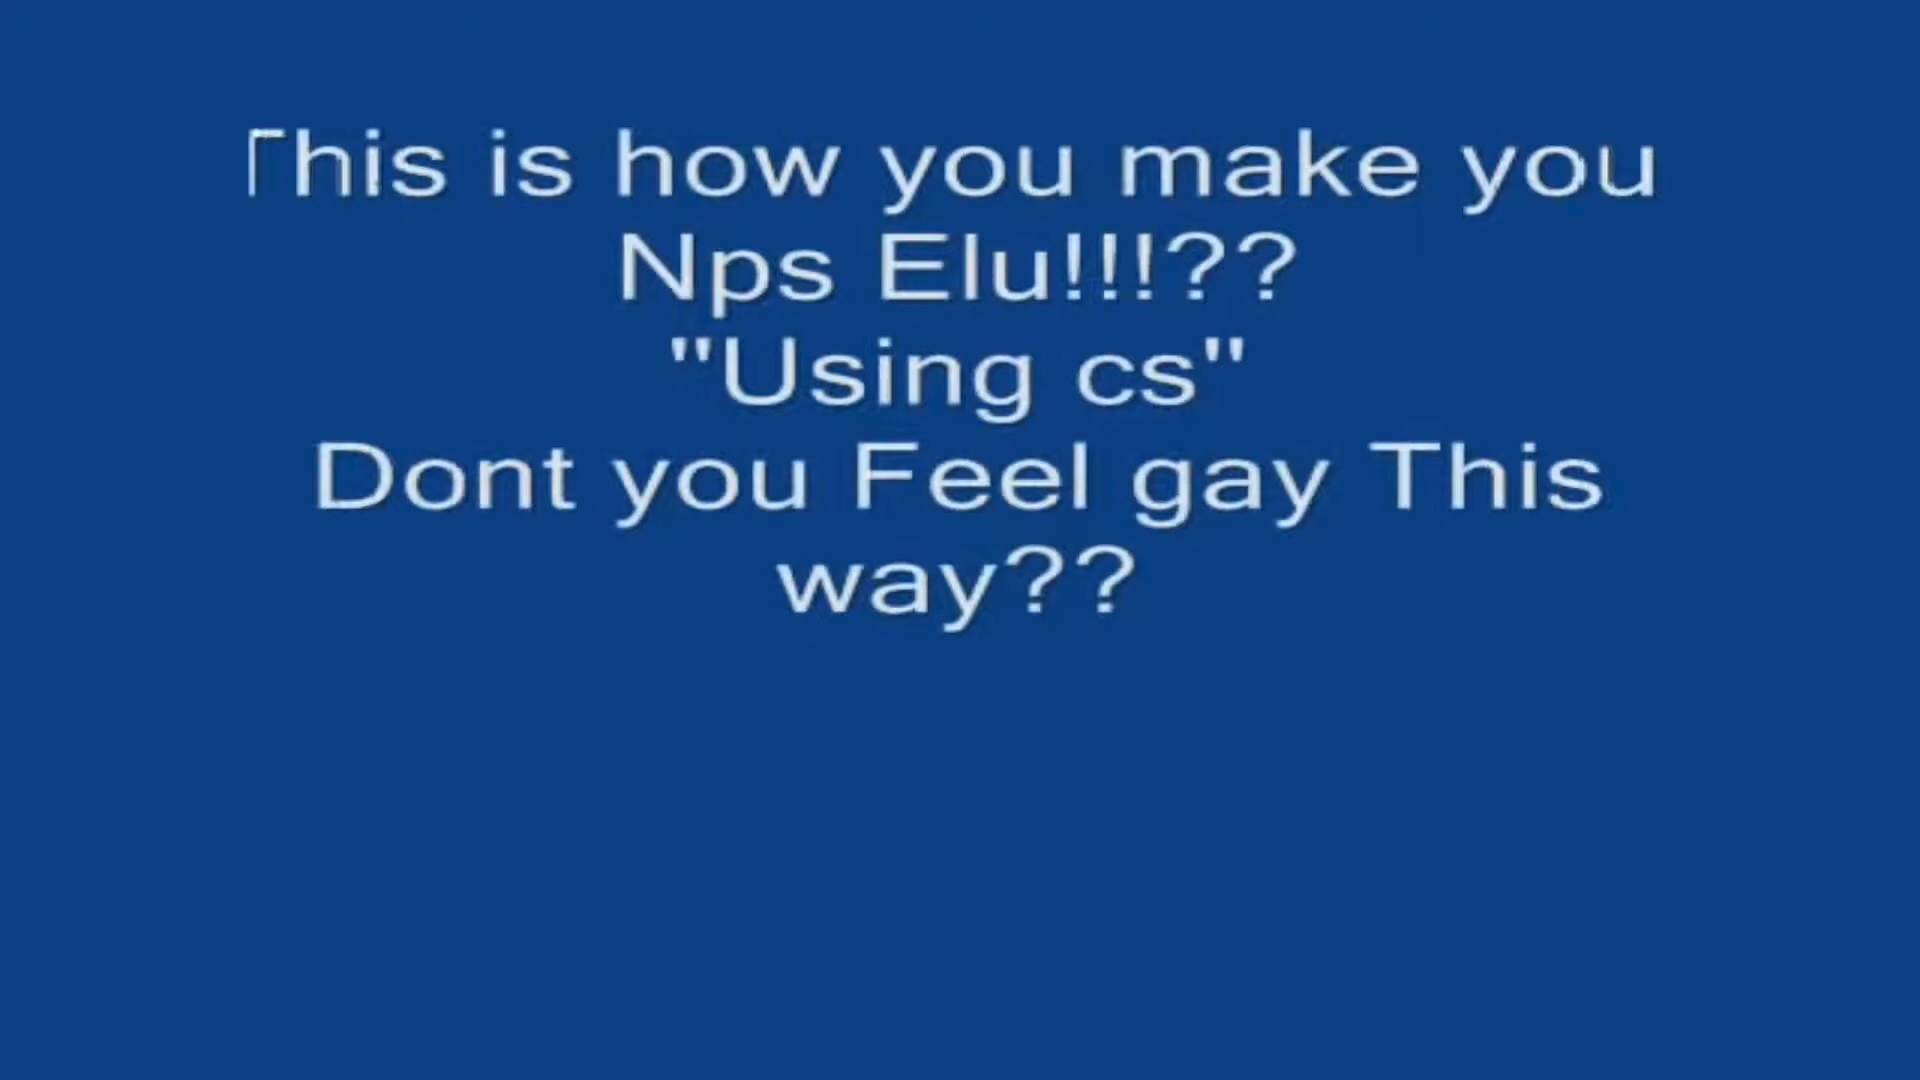 This is how you make you
Nps Elu!!!??
"Using cs"
Dont you Feel gay This
way??